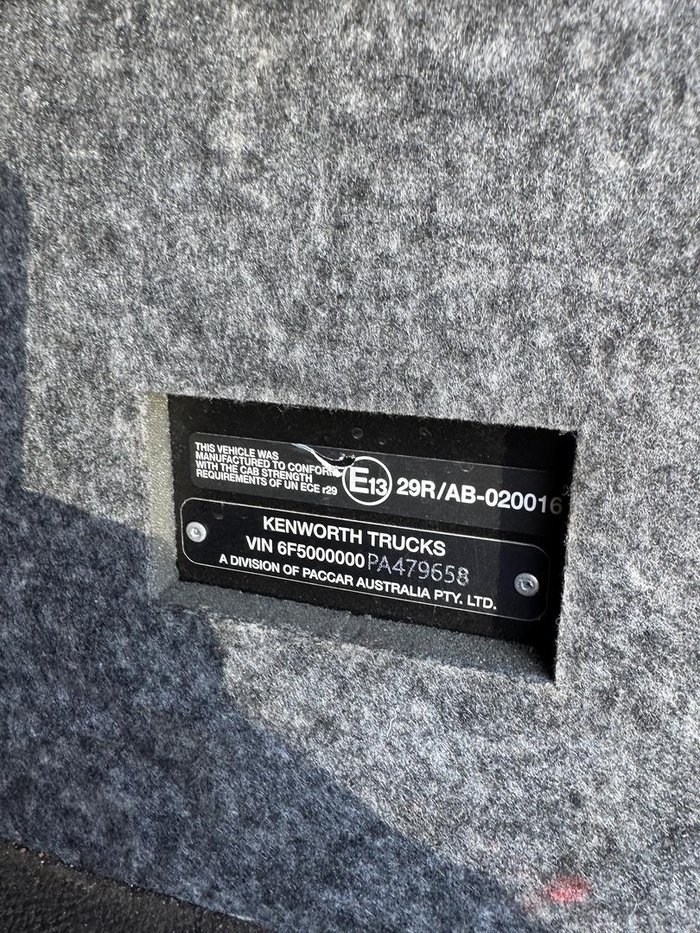 THIS VEHICLE WAS
MANUFACTURED TO CONFORM
WITH THE CAB STRENGTH
REQUIREMENTS OF UN ECE r29
E13 29R/AB-020016
KENWORTH TRUCKS
VIN 6F5000000PA479658
A DIVISION OF PACCAR AUSTRALIA PTY. LTD.